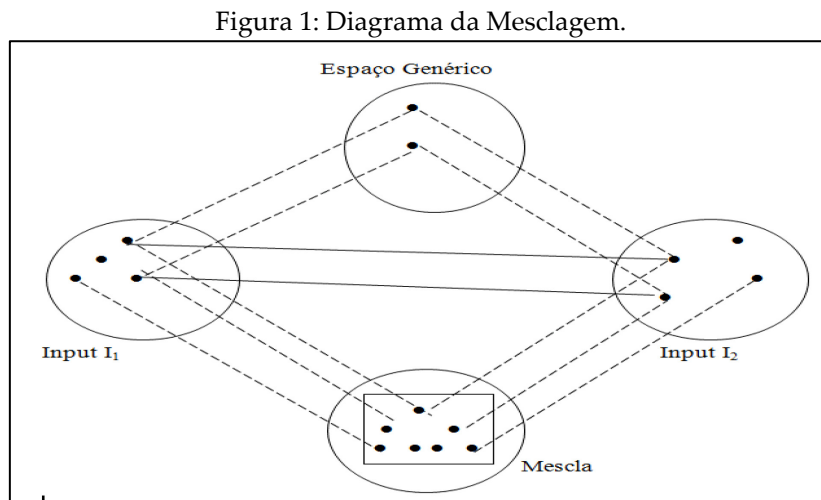 Figura 1: Diagrama da Mesclagem.
Espaço Genérico
Input I₁
Input I₂
Mescla